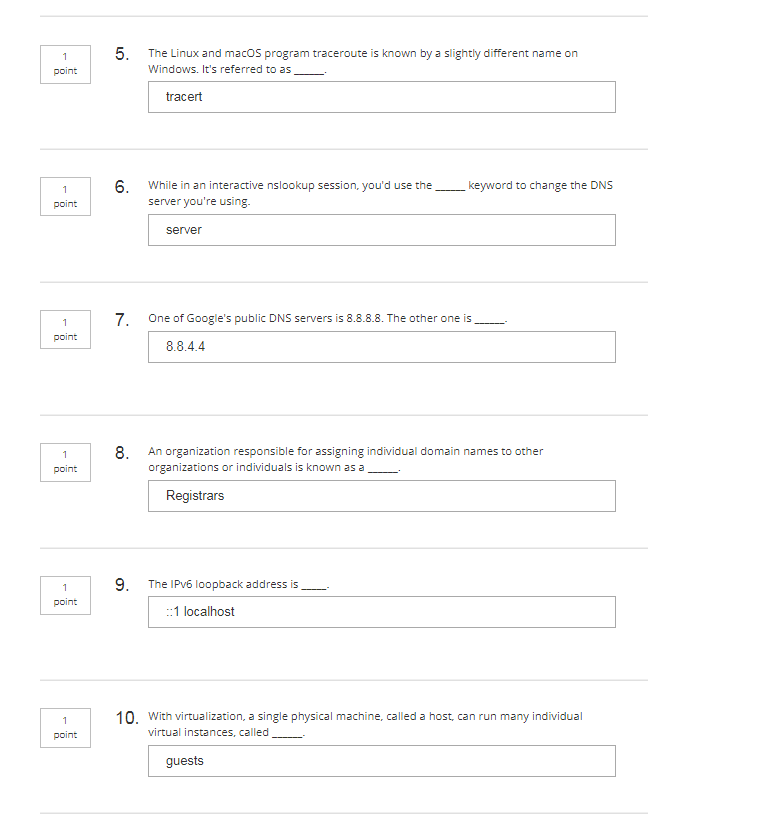 1
point
5. The Linux and macOS program traceroute is known by a slightly different name on
Windows. It's referred to as _____.
tracert
1
point
6. While in an interactive nslookup session, you'd use the _____ keyword to change the DNS
server you're using.
server
1
point
7. One of Google's public DNS servers is 8.8.8.8. The other one is _____.
8.8.4.4
1
point
8. An organization responsible for assigning individual domain names to other
organizations or individuals is known as a _____.
Registrars
1
point
9. The IPv6 loopback address is _____.
::1 localhost
1
point
10. With virtualization, a single physical machine, called a host, can run many individual
virtual instances, called _____.
guests